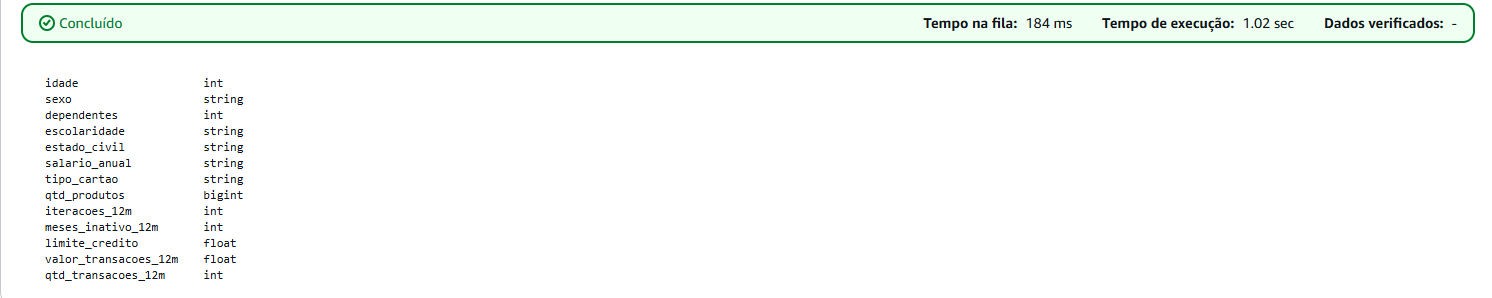 Concluído Tempo na fila: 184 ms Tempo de execução: 1.02 sec Dados verificados: -
idade int
sexo string
dependentes int
escolaridade string
estado_civil string
salario_anual string
tipo_cartao string
qtd_produtos bigint
iteracoes_12m int
meses_inativo_12m int
limite_credito float
valor_transacoes_12m float
qtd_transacoes_12m int